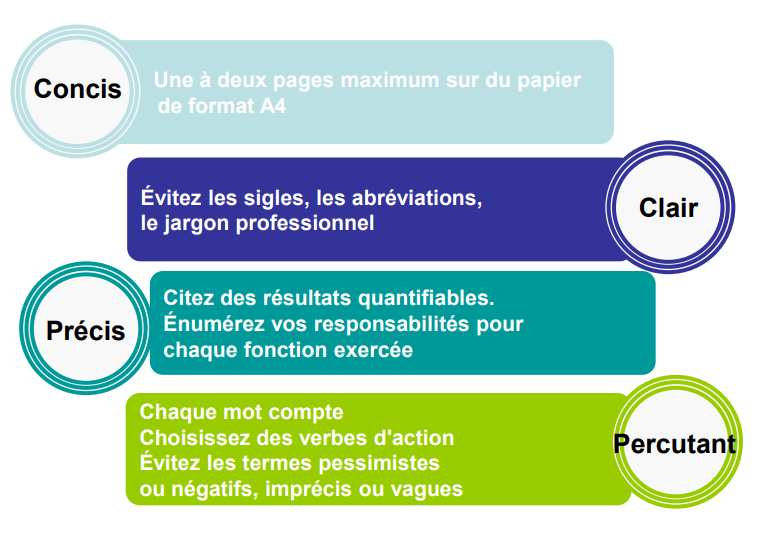 Concis
Une à deux pages maximum sur du papier
de format A4
Évitez les sigles, les abréviations,
le jargon professionnel
Clair
Précis
Citez des résultats quantifiables.
Énumérez vos responsabilités pour
chaque fonction exercée
Chaque mot compte
Choisissez des verbes d'action
Évitez les termes pessimistes
ou négatifs, imprécis ou vagues
Percutant